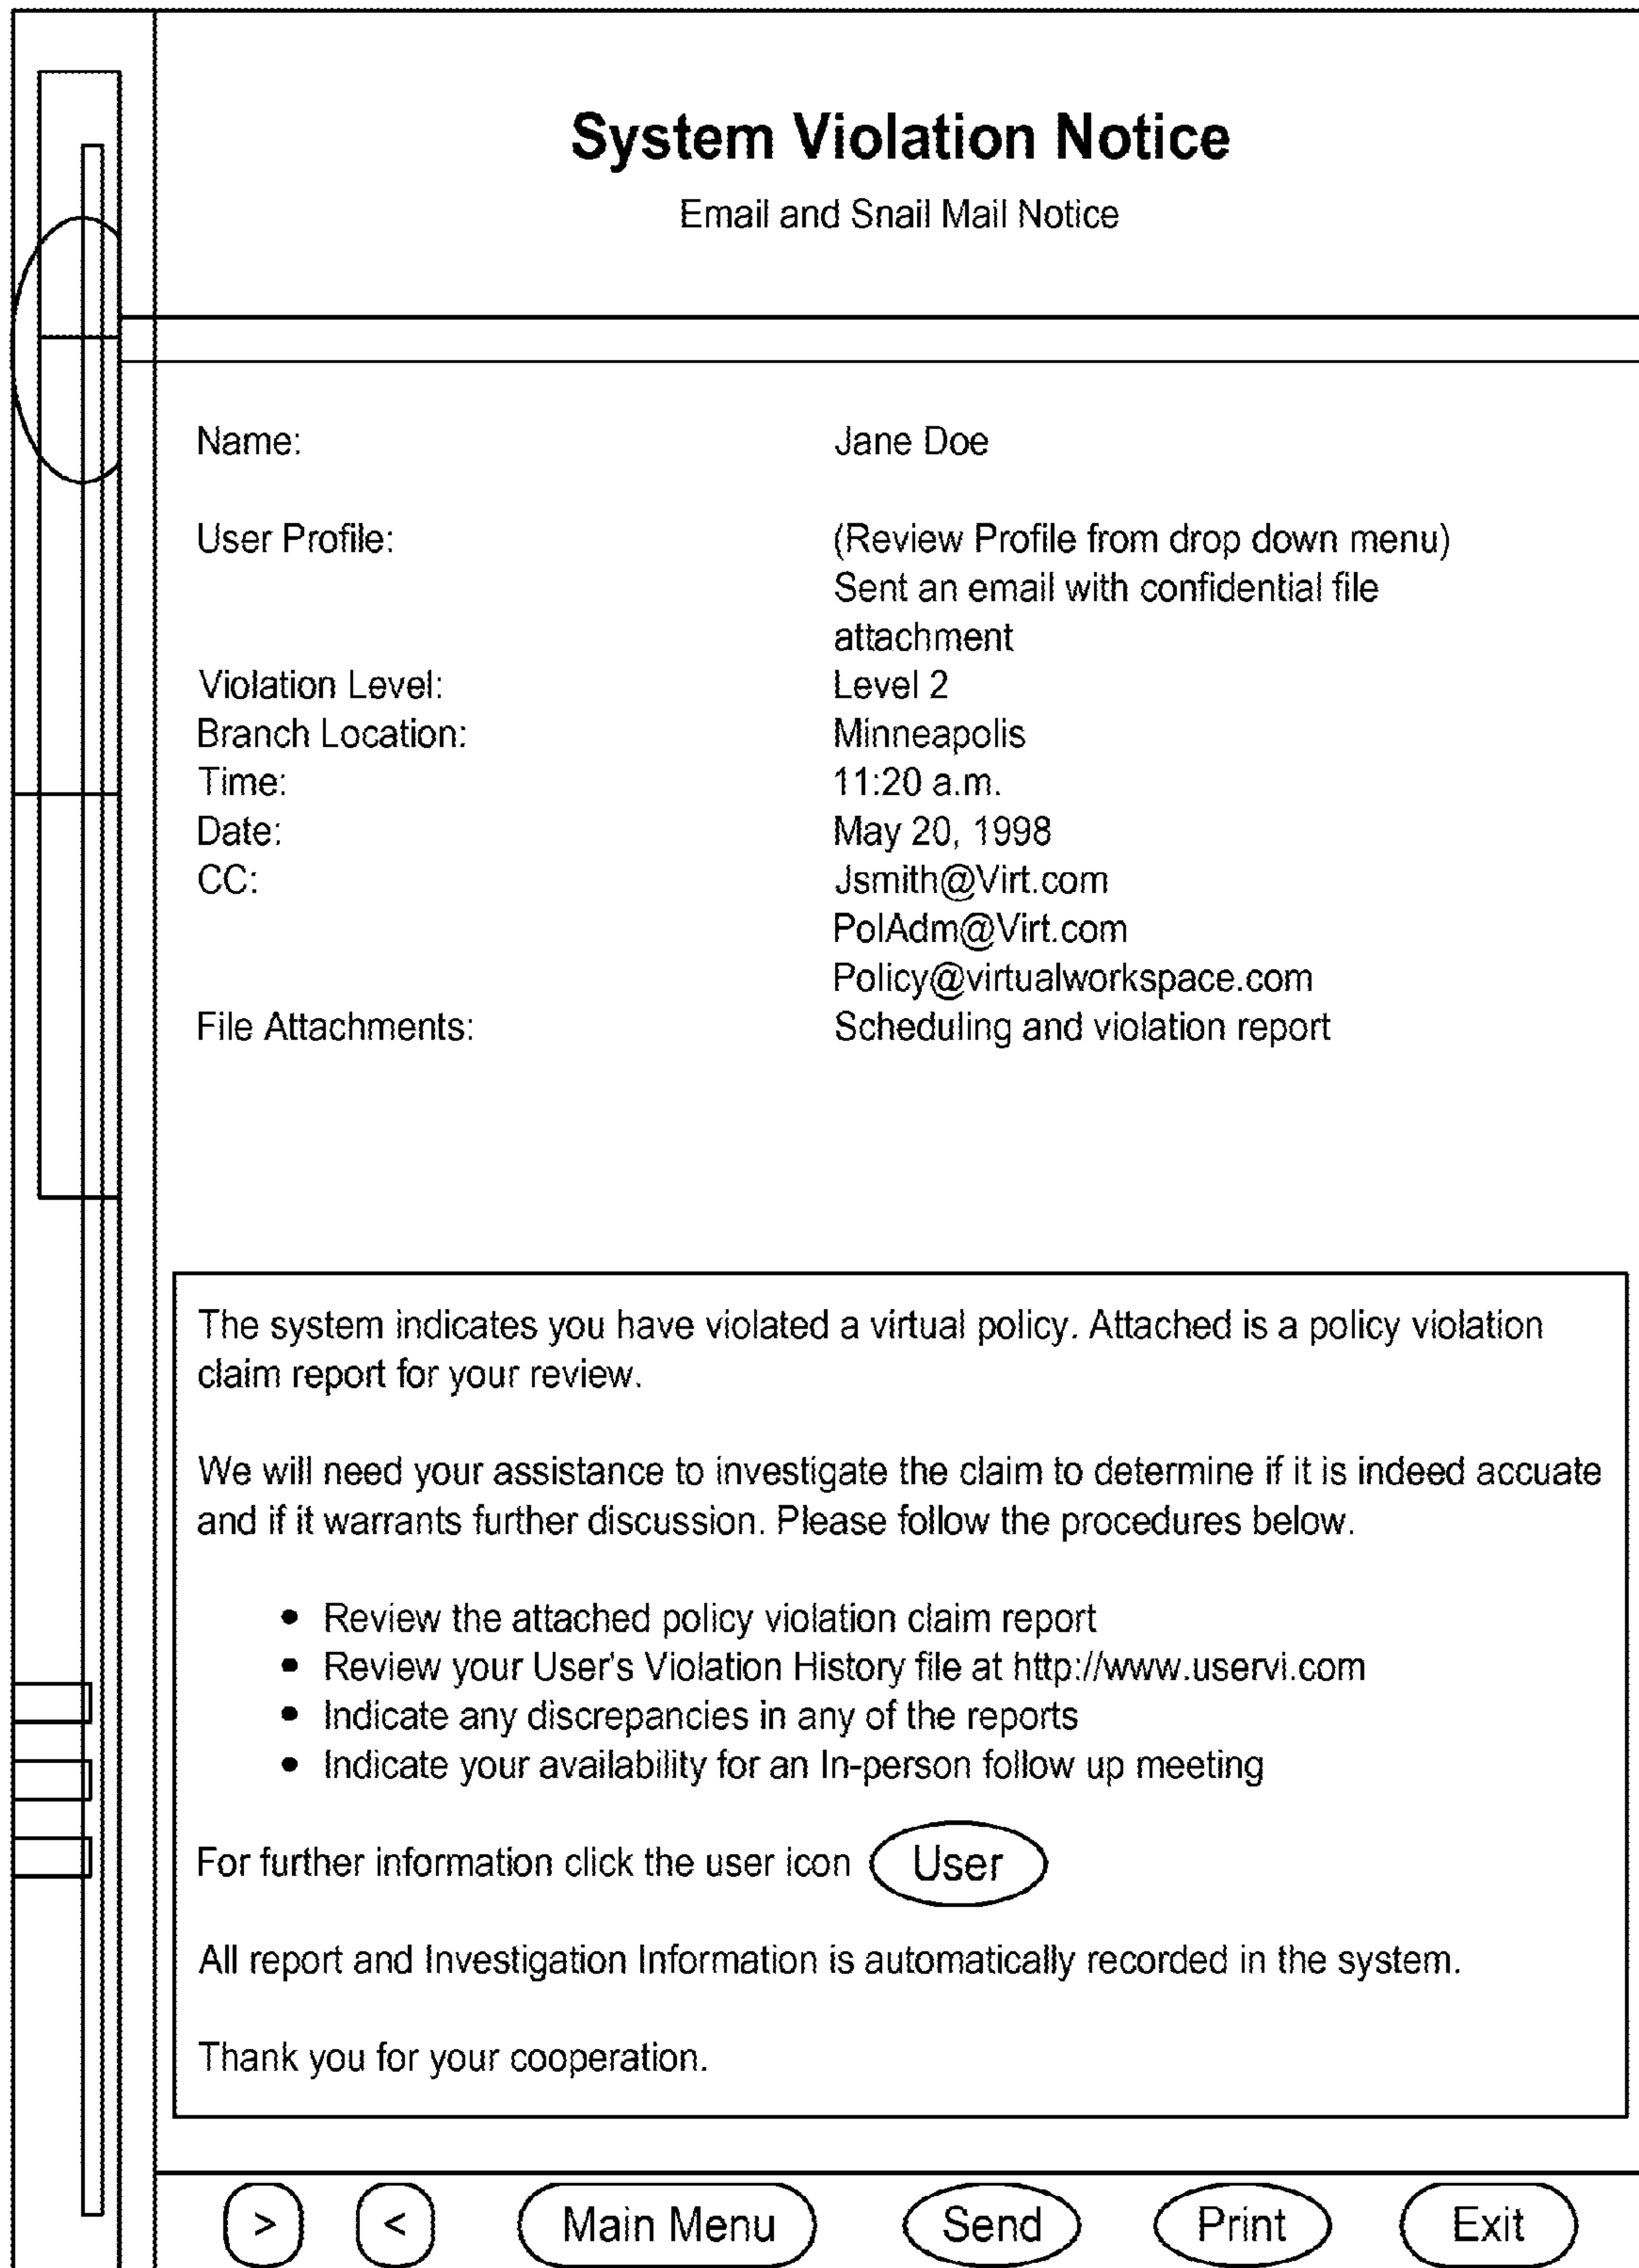 System Violation Notice
Email and Snail Mail Notice
Name: Jane Doe
User Profile: (Review Profile from drop down menu)
Sent an email with confidential file
attachment
Violation Level: Level 2
Branch Location: Minneapolis
Time: 11:20 a.m.
Date: May 20, 1998
CC: Jsmith@Virt.com
PolAdm@Virt.com
Policy@virtualworkspace.com
File Attachments: Scheduling and violation report
The system indicates you have violated a virtual policy. Attached is a policy violation
claim report for your review.
We will need your assistance to investigate the claim to determine if it is indeed accuate
and if it warrants further discussion. Please follow the procedures below.
• Review the attached policy violation claim report
• Review your User's Violation History file at http://www.uservi.com
• Indicate any discrepancies in any of the reports
• Indicate your availability for an In-person follow up meeting
For further information click the user icon User
All report and Investigation Information is automatically recorded in the system.
Thank you for your cooperation.
> < Main Menu Send Print Exit